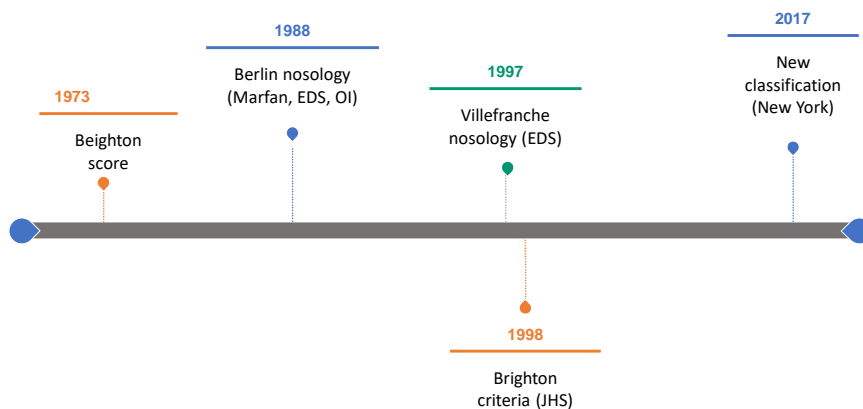 1973
Beighton
score
1988
Berlin nosology
(Marfan, EDS, OI)
1997
Villefranche
nosology (EDS)
1998
Brighton
criteria (JHS)
2017
New
classification
(New York)